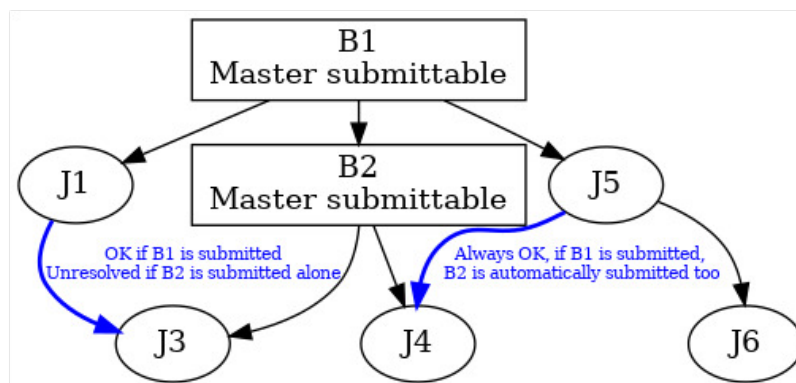 B1
Master submittable
J1
B2
Master submittable
J5
OK if B1 is submitted
Unresolved if B2 is submitted alone
Always OK, if B1 is submitted,
B2 is automatically submitted too
J3
J4
J6